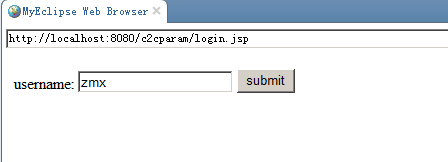 MyEclipse Web Browser
http://localhost:8080/c2cparam/login.jsp
username: zmx submit